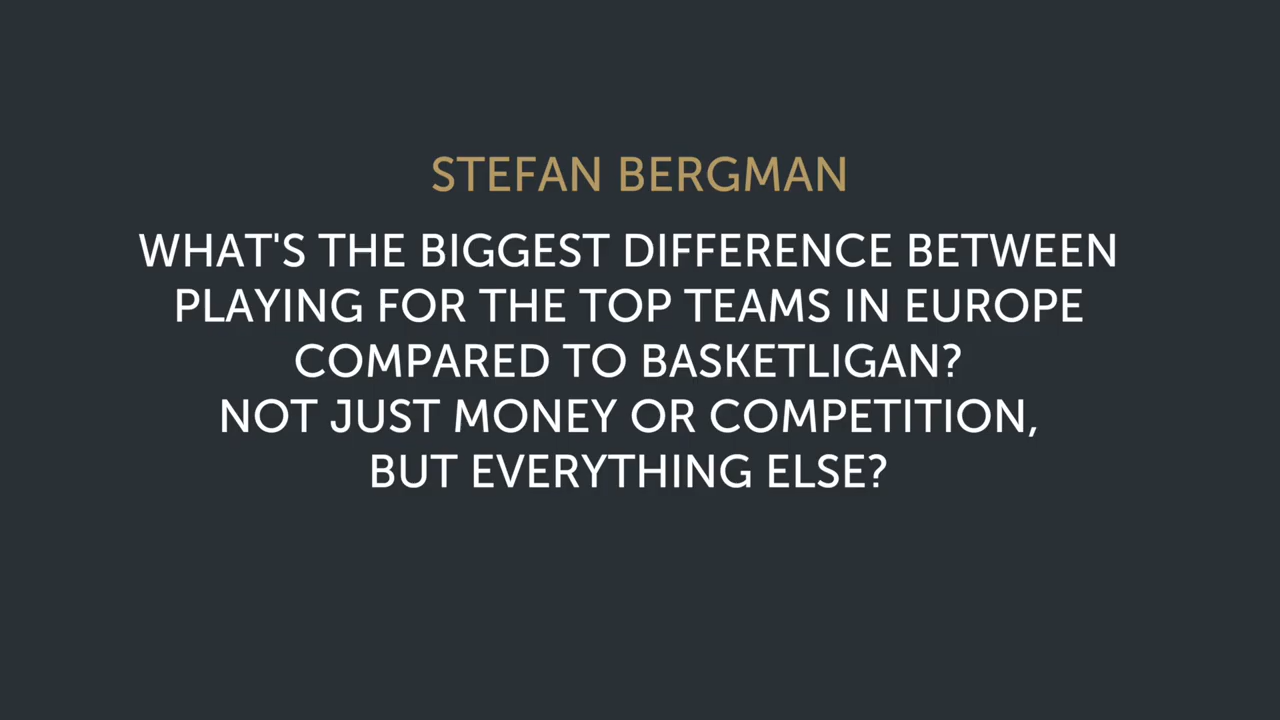 STEFAN BERGMAN
WHAT'S THE BIGGEST DIFFERENCE BETWEEN
PLAYING FOR THE TOP TEAMS IN EUROPE
COMPARED TO BASKETLIGAN?
NOT JUST MONEY OR COMPETITION,
BUT EVERYTHING ELSE?